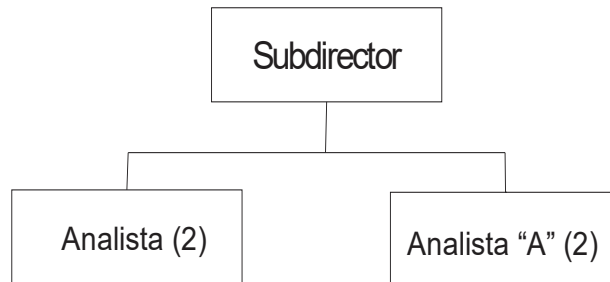 Subdirector
Analista (2)
Analista “A” (2)